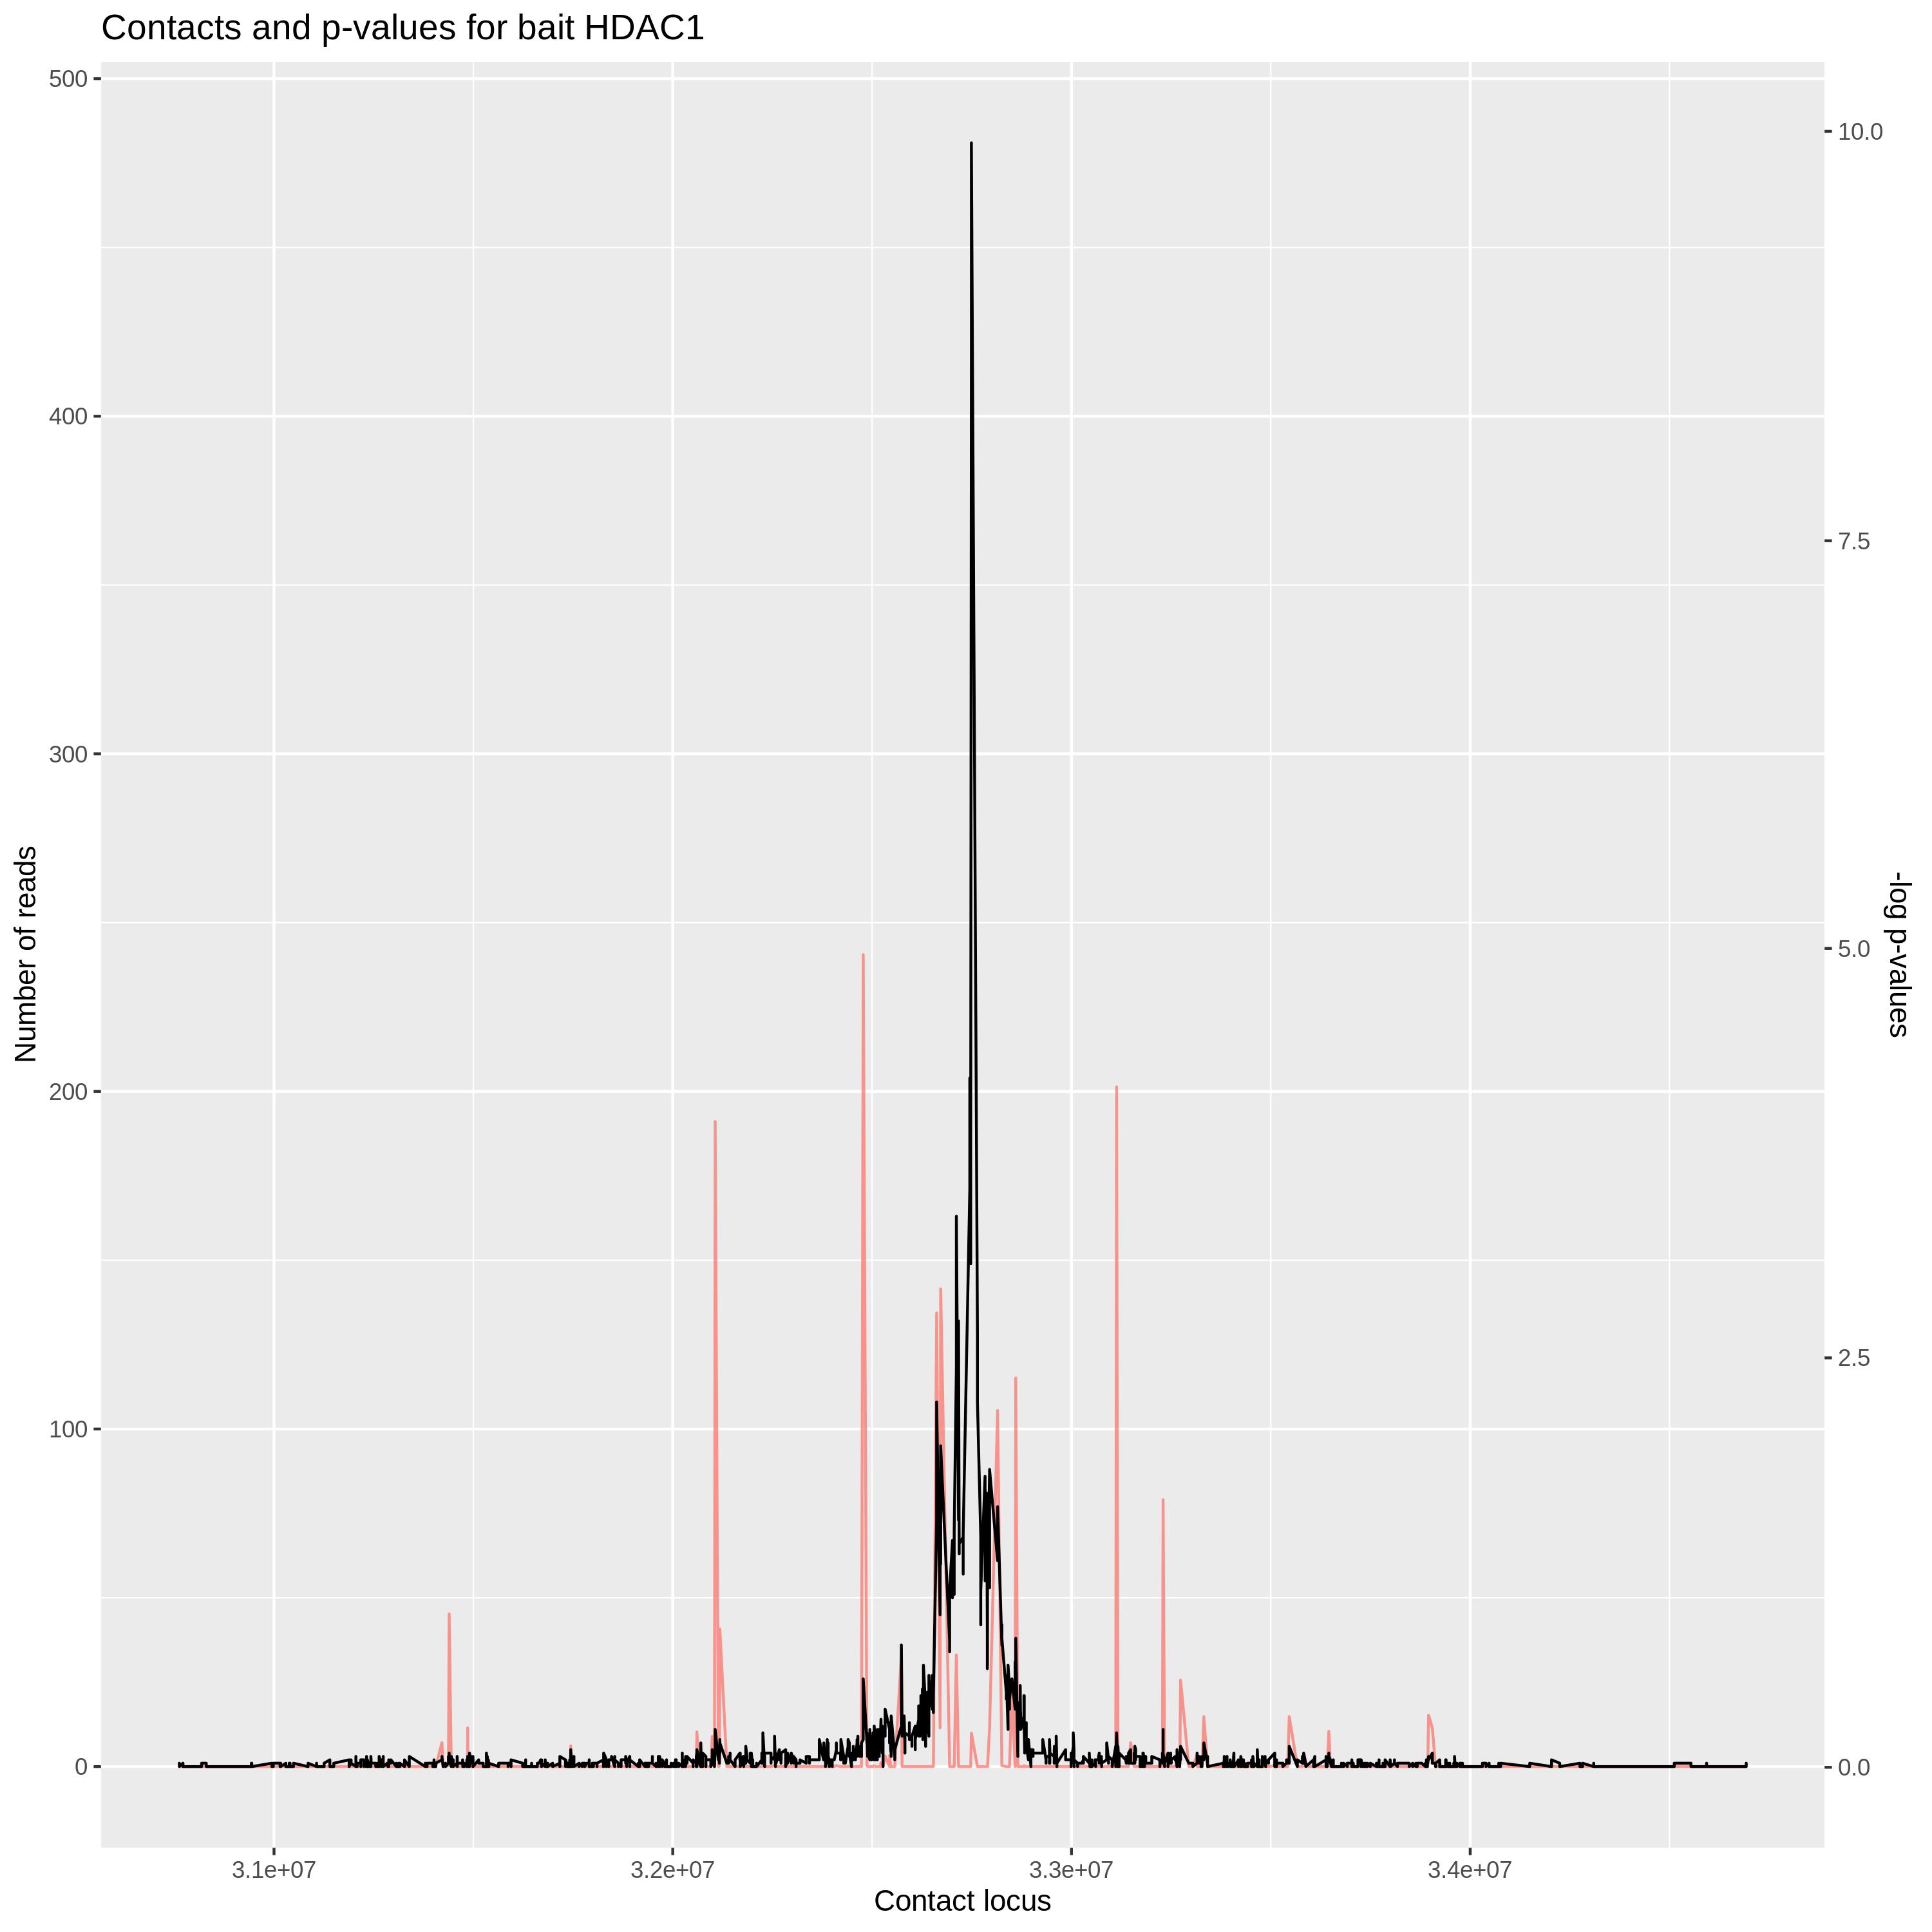 Contacts and p-values for bait HDAC1
500
400
300
200
100
0
Number of reads
10.0
7.5
5.0
2.5
0.0
-log p-values
3.1e+07 3.2e+07 3.3e+07 3.4e+07
Contact locus